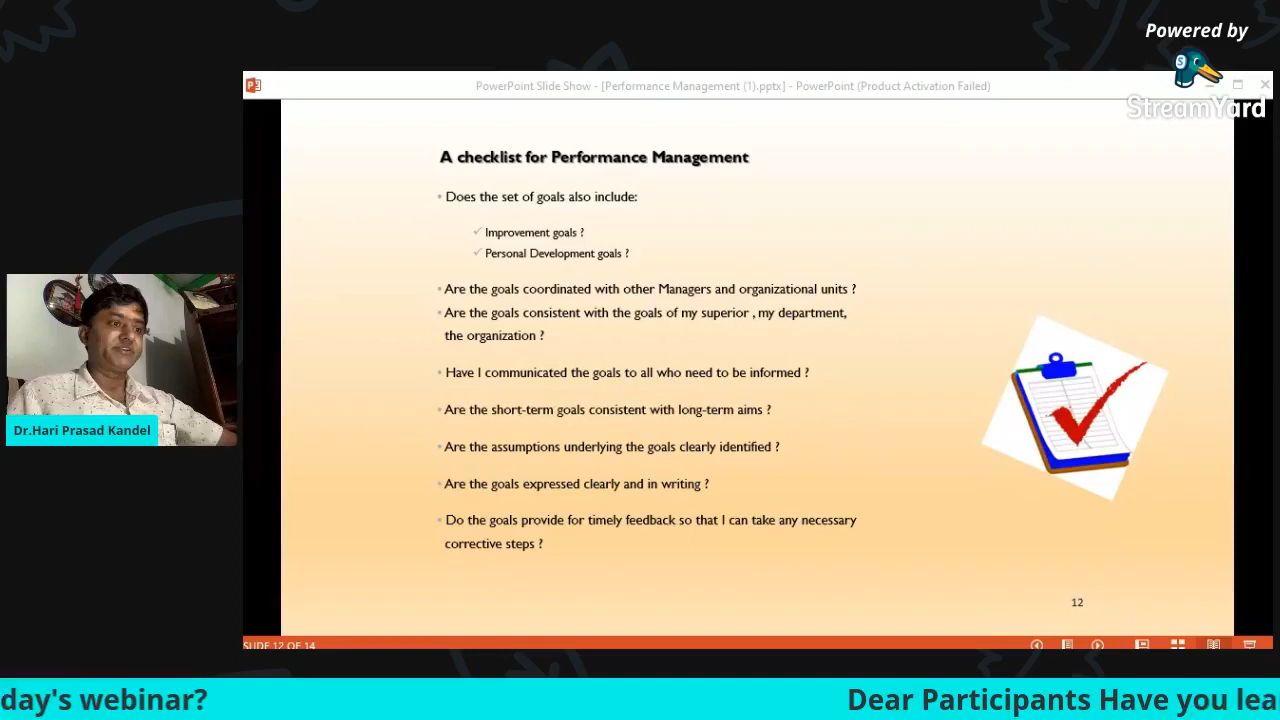 Powered by
StreamYard
PowerPoint Slide Show - [Performance Management (1).pptx] - PowerPoint (Product Activation Failed)
A checklist for Performance Management
• Does the set of goals also include:
✓ Improvement goals ?
✓ Personal Development goals ?
• Are the goals coordinated with other Managers and organizational units ?
• Are the goals consistent with the goals of my superior , my department,
the organization ?
• Have I communicated the goals to all who need to be informed ?
• Are the short-term goals consistent with long-term aims ?
• Are the assumptions underlying the goals clearly identified ?
• Are the goals expressed clearly and in writing ?
• Do the goals provide for timely feedback so that I can take any necessary
corrective steps ?
12
SLIDE 12 OF 14
Dr.Hari Prasad Kandel
day's webinar?
Dear Participants Have you lea